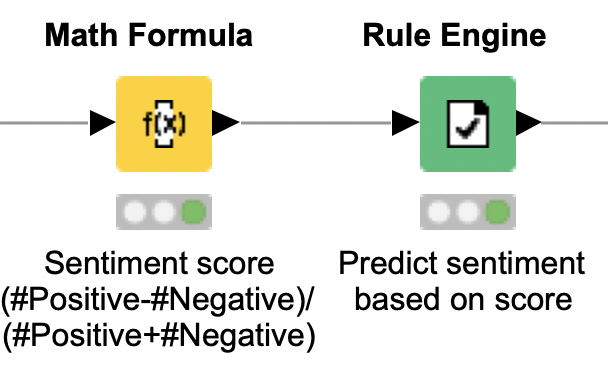 Math Formula
Rule Engine
f(x)
Sentiment score
(#Positive-#Negative)/
(#Positive+#Negative)
Predict sentiment
based on score